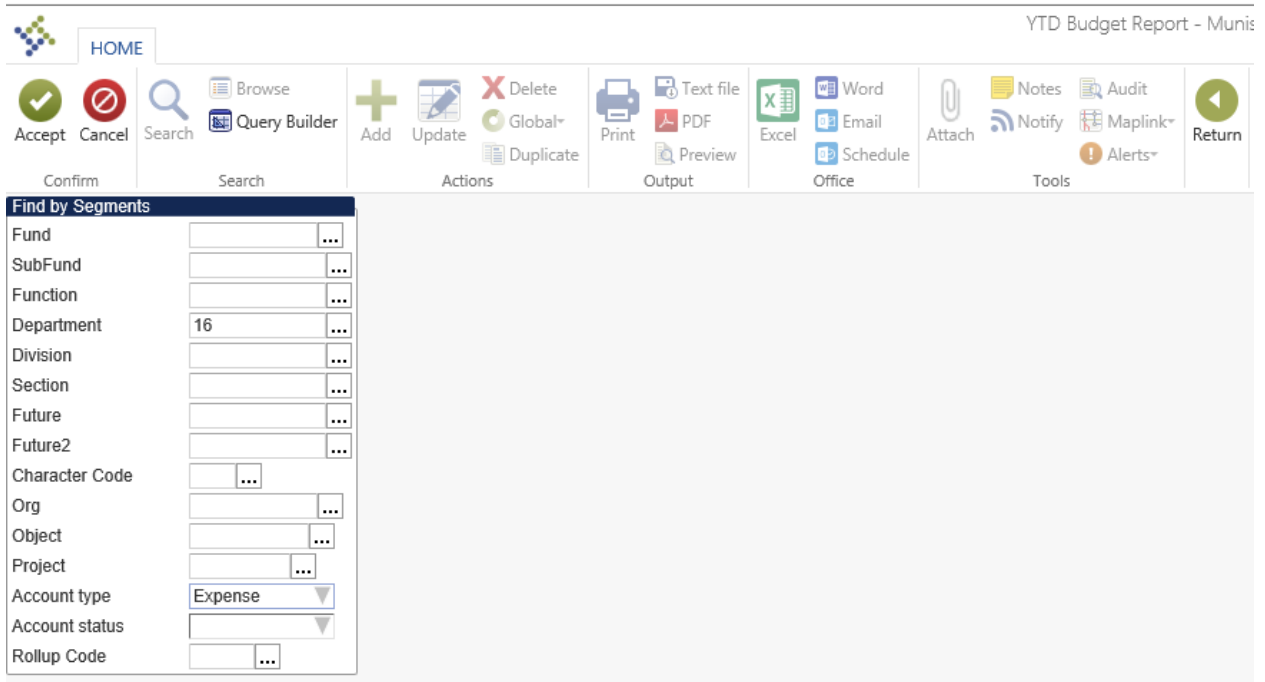 YTD Budget Report - Munis
HOME
Accept Cancel Search Browse Query Builder Add Update Delete Global Duplicate Print Text file PDF Preview Excel Word Email Schedule Attach Notes Notify Audit Maplink Alerts Return
Confirm Search Actions Output Office Tools
Find by Segments
Fund ...
SubFund ...
Function ...
Department 16 ...
Division ...
Section ...
Future ...
Future2 ...
Character Code ...
Org ...
Object ...
Project ...
Account type Expense
Account status
Rollup Code ...